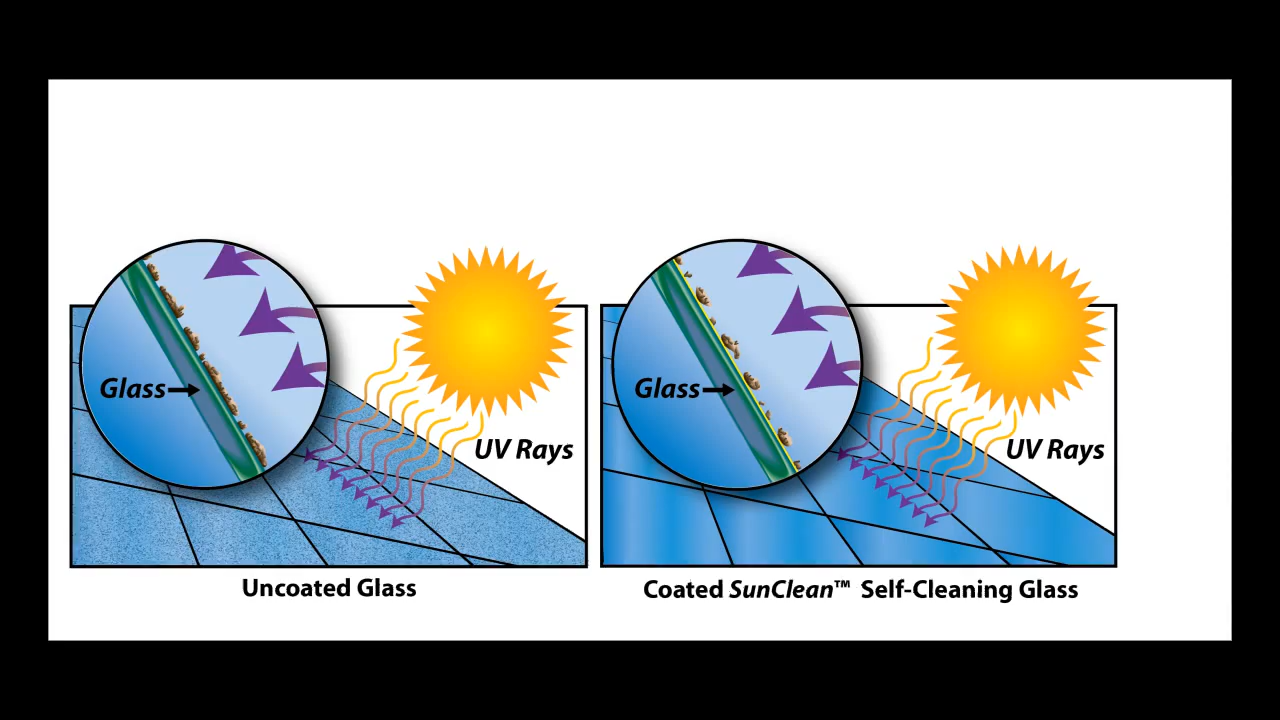 Glass
UV Rays
Uncoated Glass
Glass
UV Rays
Coated SunClean™ Self-Cleaning Glass